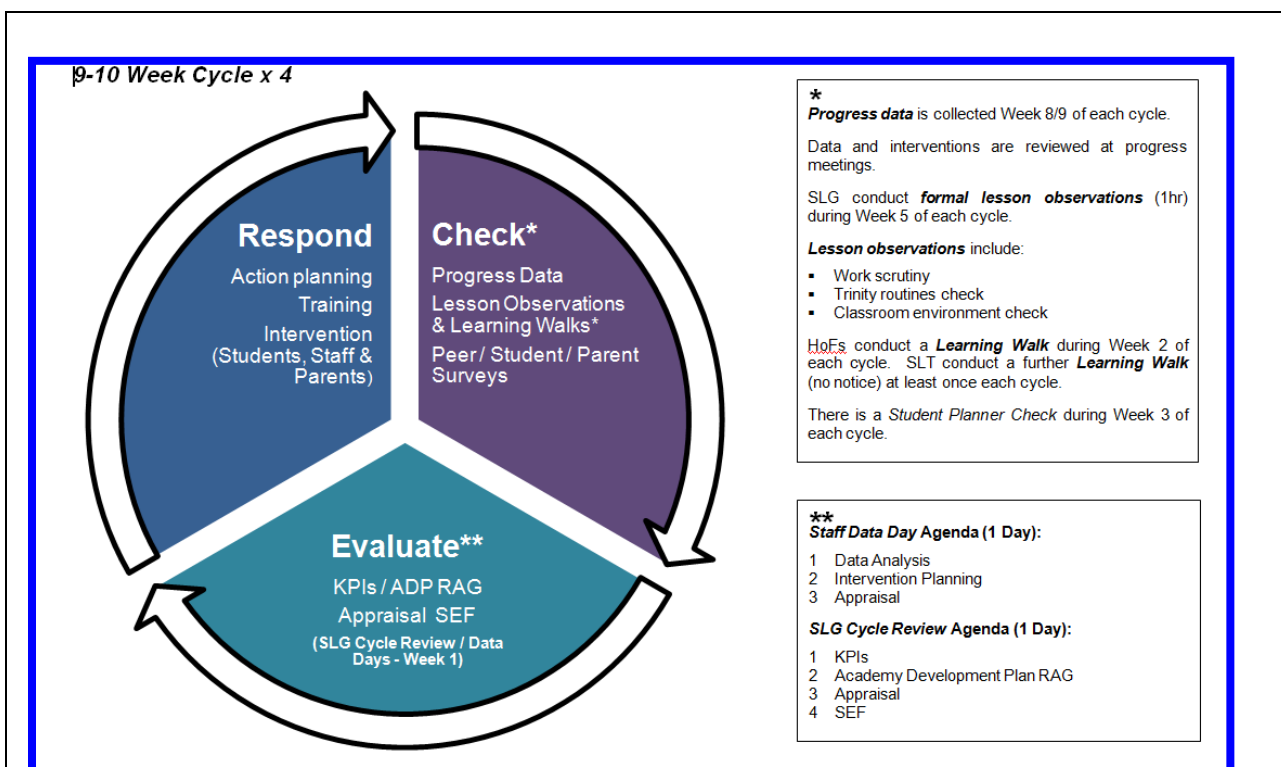 9-10 Week Cycle x 4
Respond
Action planning
Training
Intervention
(Students, Staff &
Parents)
Check*
Progress Data
Lesson Observations
& Learning Walks*
Peer / Student / Parent
Surveys
Evaluate**
KPIs / ADP RAG
Appraisal SEF
(SLG Cycle Review / Data
Days - Week 1)
*
Progress data is collected Week 8/9 of each cycle.
Data and interventions are reviewed at progress
meetings.
SLG conduct formal lesson observations (1hr)
during Week 5 of each cycle.
Lesson observations include:
▪ Work scrutiny
▪ Trinity routines check
▪ Classroom environment check
HoFs conduct a Learning Walk during Week 2 of
each cycle. SLT conduct a further Learning Walk
(no notice) at least once each cycle.
There is a Student Planner Check during Week 3 of
each cycle.
**
Staff Data Day Agenda (1 Day):
1 Data Analysis
2 Intervention Planning
3 Appraisal
SLG Cycle Review Agenda (1 Day):
1 KPIs
2 Academy Development Plan RAG
3 Appraisal
4 SEF